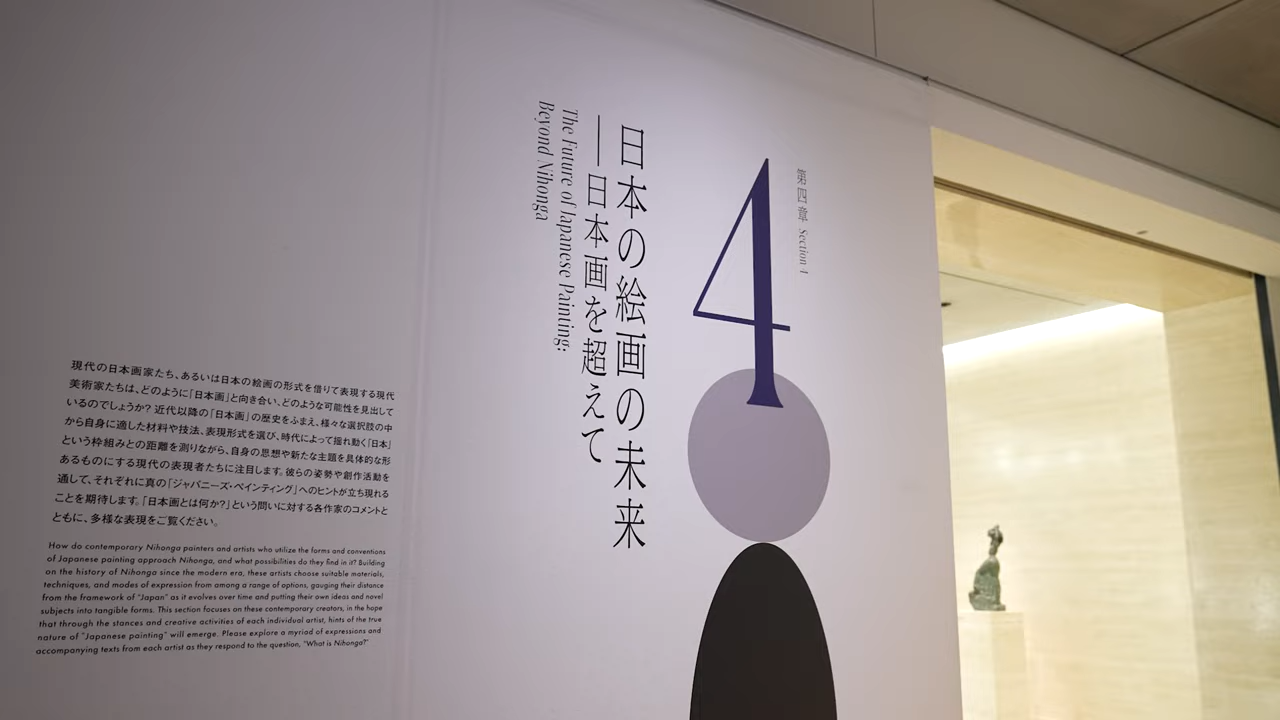 第四章 Section 4
4
日本の絵画の未来
—日本画を超えて
The Future of Japanese Painting:
Beyond Nihonga
現代の日本画家たち、あるいは日本の絵画の形式を借りて表現する現代
美術家たちは、どのように「日本画」と向き合い、どのような可能性を見出して
いるのでしょうか? 近代以降の「日本画」の歴史をふまえ、様々な選択肢の中
から自身に適した材料や技法、表現形式を選び、時代によって揺れ動く「日本」
という枠組みとの距離を測りながら、自身の思想や新たな主題を具体的な形
あるものにする現代の表現者たちに注目します。彼らの姿勢や創作活動を
通して、それぞれに真の「ジャパニーズ・ペインティング」へのヒントが立ち現れる
ことを期待します。「日本画とは何か?」という問いに対する各作家のコメントと
ともに、多様な表現をご覧ください。
How do contemporary Nihonga painters and artists who utilize the forms and conventions
of Japanese painting approach Nihonga, and what possibilities do they find in it? Building
on the history of Nihonga since the modern era, these artists choose suitable materials,
techniques, and modes of expression from among a range of options, gauging their distance
from the framework of "Japan" as it evolves over time and putting their own ideas and novel
subjects into tangible forms. This section focuses on these contemporary creators, in the hope
that through the stances and creative activities of each individual artist, hints of the true
nature of "Japanese painting" will emerge. Please explore a myriad of expressions and
accompanying texts from each artist as they respond to the question, "What is Nihonga?"